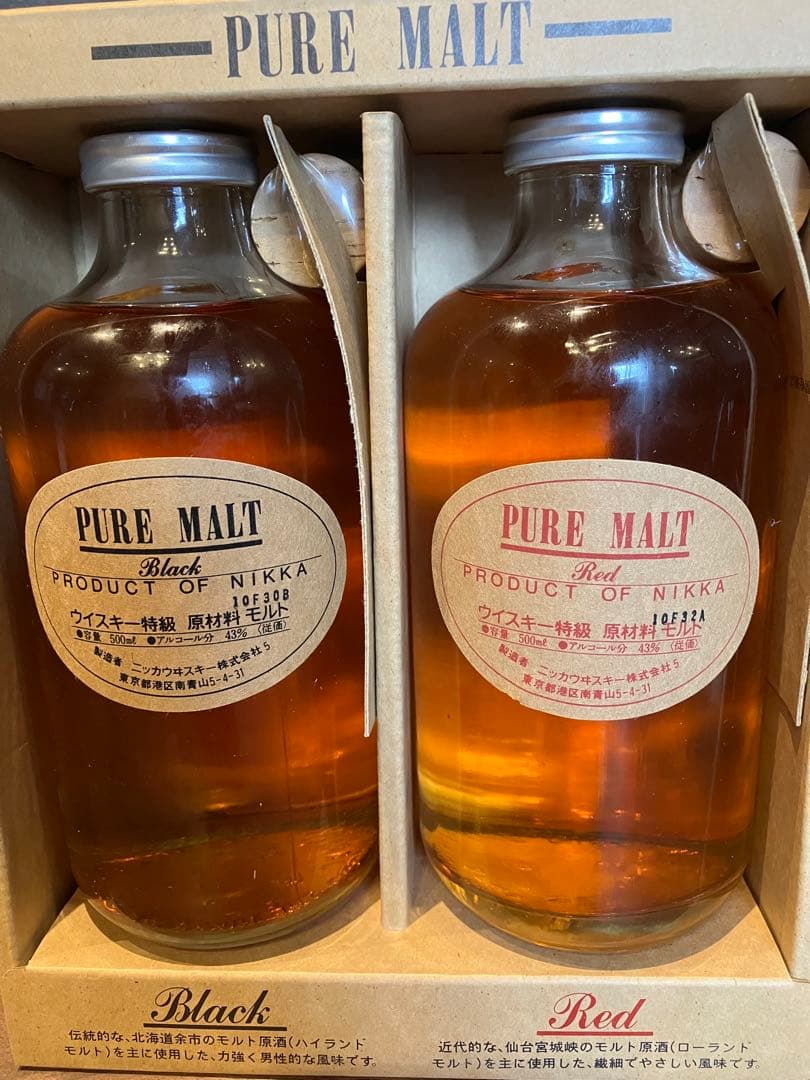 PURE MALT
PURE MALT
Black
PRODUCT OF NIKKA
10F30B
ウイスキー特級 原材料 モルト
●容量 500㎖ ●アルコール分 43% (従価)
製造者 ニッカウヰスキー株式会社 5
東京都港区南青山5-4-31
PURE MALT
Red
PRODUCT OF NIKKA
10F32A
ウイスキー特級 原材料 モルト
●容量 500㎖ ●アルコール分 43% (従価)
製造者 ニッカウヰスキー株式会社 5
東京都港区南青山5-4-31
Black
伝統的な、北海道余市のモルト原酒(ハイランド
モルト)を主に使用した、力強く男性的な風味です。
Red
近代的な、仙台宮城峡のモルト原酒(ローランド
モルト)を主に使用した、繊細でやさしい風味です。